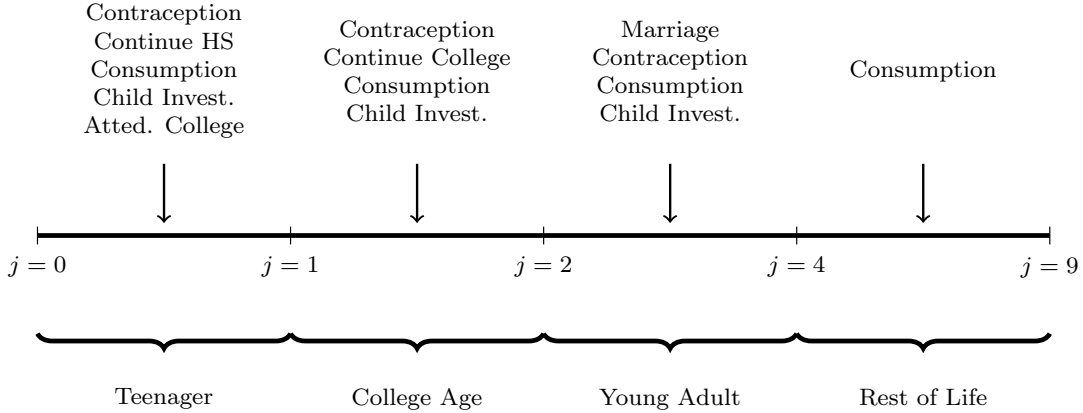 Contraception
Continue HS
Consumption
Child Invest.
Atted. College
Contraception
Continue College
Consumption
Child Invest.
Marriage
Contraception
Consumption
Child Invest.
Consumption
j = 0
j = 1
j = 2
j = 4
j = 9
Teenager
College Age
Young Adult
Rest of Life